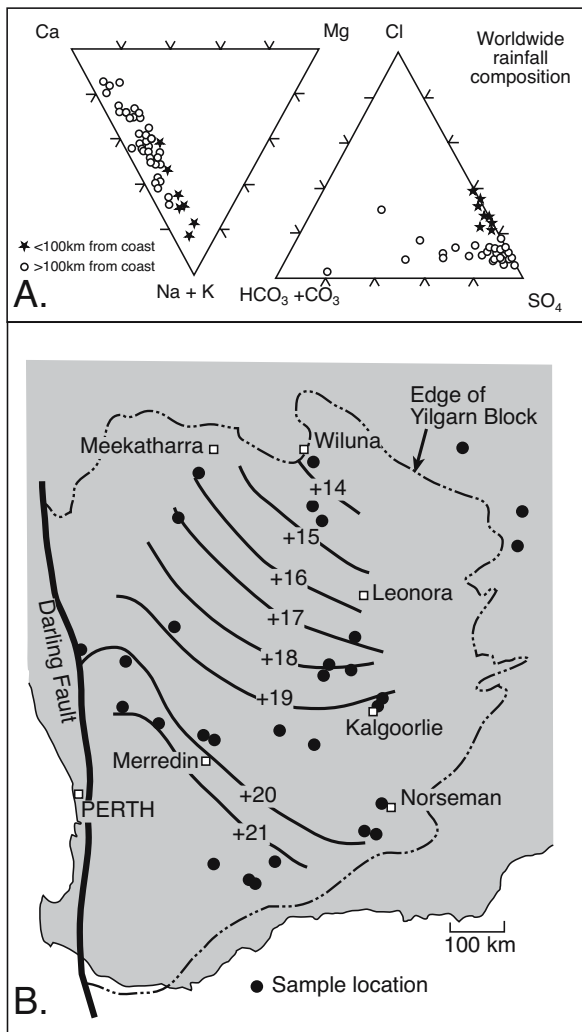 Ca
Mg
Cl
Worldwide
rainfall
composition
<100km from coast
>100km from coast
A.
Na + K
HCO₃ +CO₃
SO₄
Edge of
Yilgarn Block
Meekatharra
Wiluna
+14
+15
+16
Leonora
+17
Darling Fault
+18
+19
Kalgoorlie
Merredin
+20
Norseman
PERTH
+21
100 km
Sample location
B.